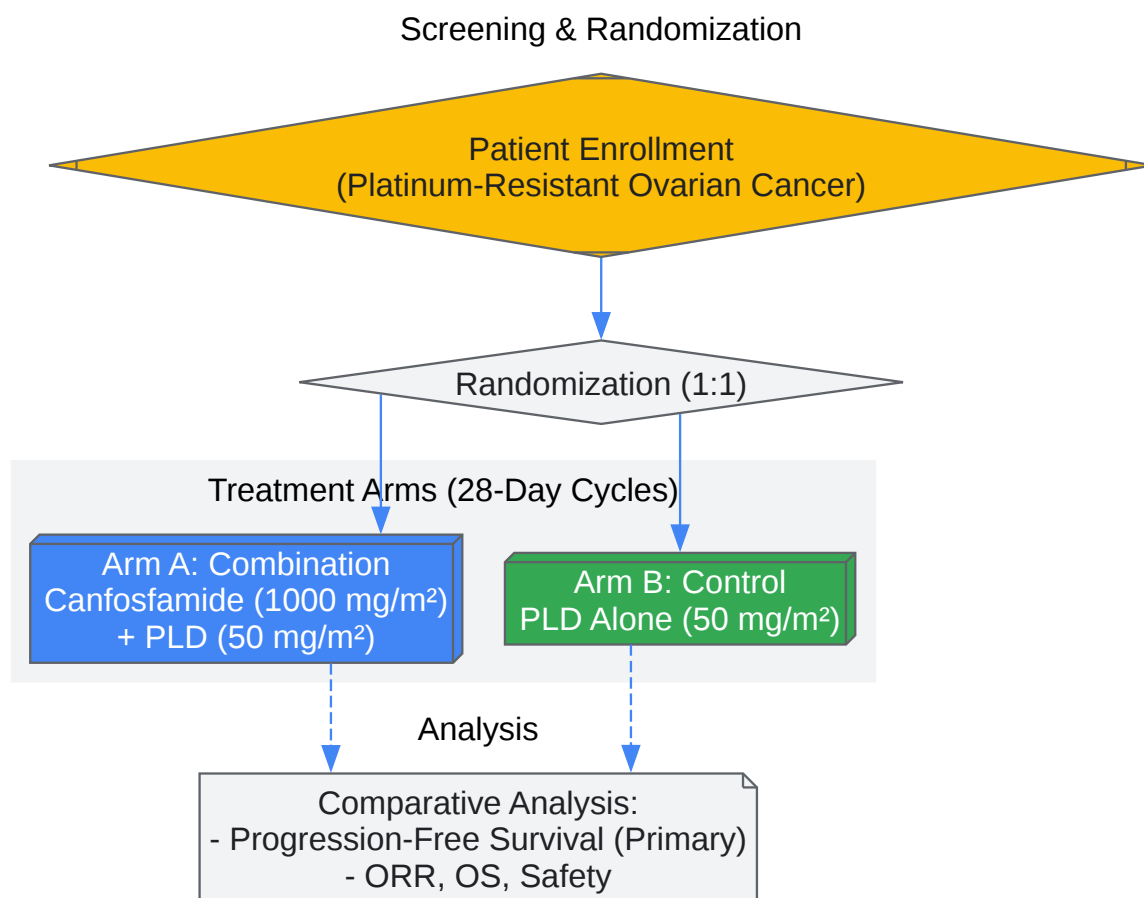 Screening & Randomization
Patient Enrollment
(Platinum-Resistant Ovarian Cancer)
Randomization (1:1)
Treatment Arms (28-Day Cycles)
Arm A: Combination
Canfosfamide (1000 mg/m²)
+ PLD (50 mg/m²)
Arm B: Control
PLD Alone (50 mg/m²)
Analysis
Comparative Analysis:
- Progression-Free Survival (Primary)
- ORR, OS, Safety